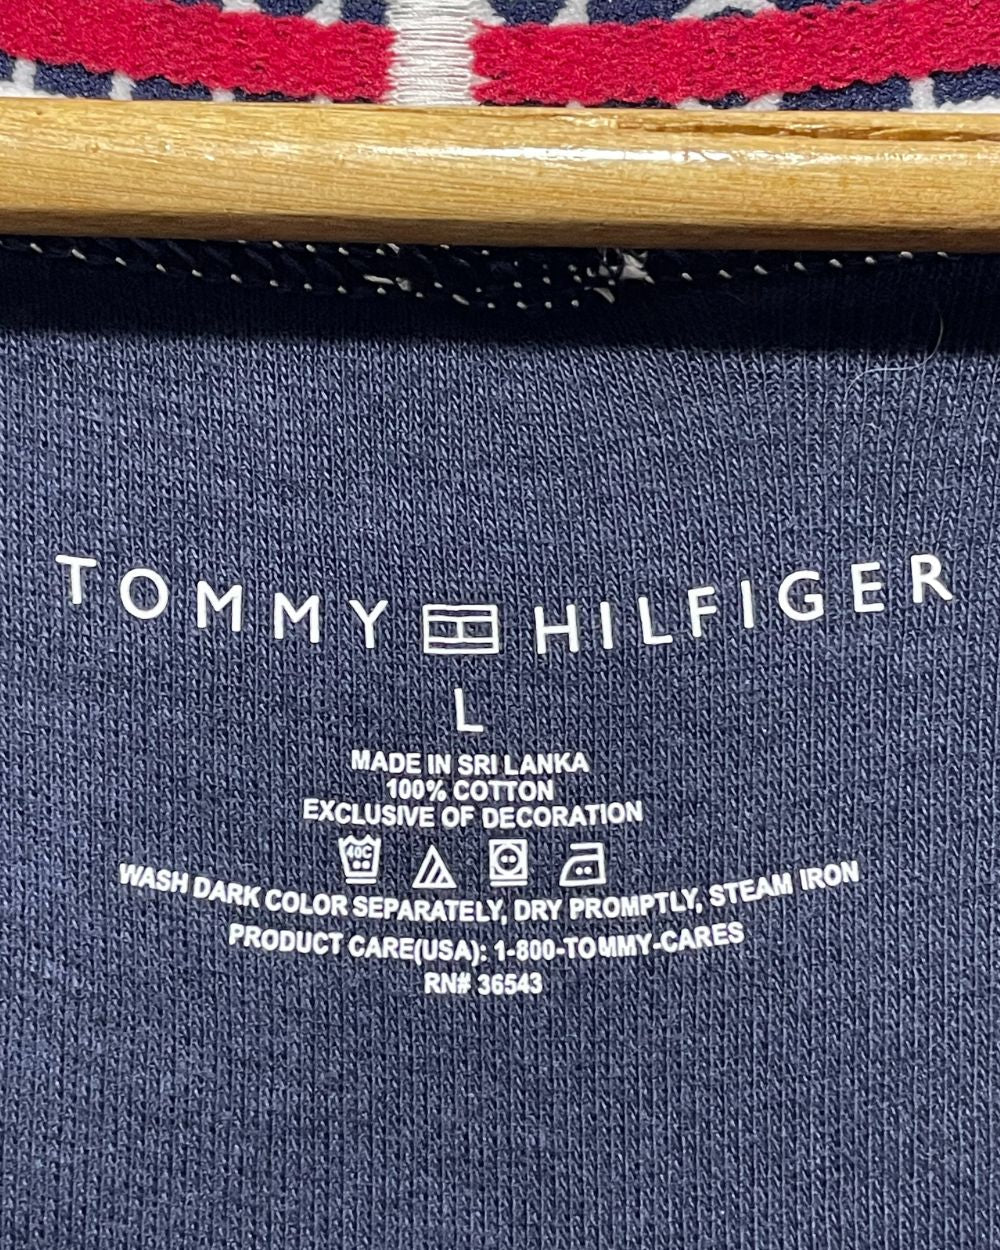 TOMMY HILFIGER
L
MADE IN SRI LANKA
100% COTTON
EXCLUSIVE OF DECORATION
40C
WASH DARK COLOR SEPARATELY, DRY PROMPTLY, STEAM IRON
PRODUCT CARE(USA): 1-800-TOMMY-CARES
RN# 36543